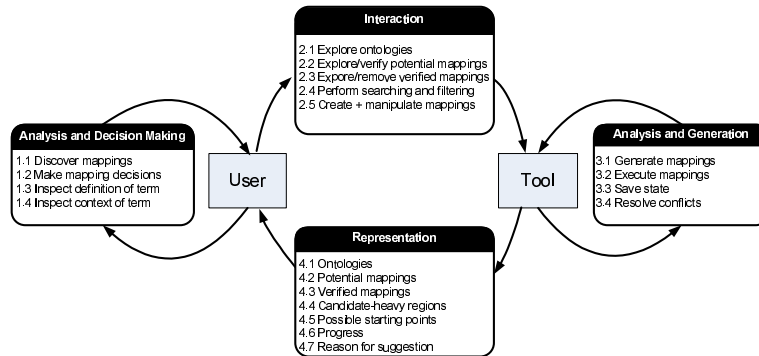 Interaction
2.1 Explore ontologies
2.2 Explore/verify potential mappings
2.3 Expore/remove verified mappings
2.4 Perform searching and filtering
2.5 Create + manipulate mappings
Analysis and Decision Making
1.1 Discover mappings
1.2 Make mapping decisions
1.3 Inspect definition of term
1.4 Inspect context of term
User
Tool
Analysis and Generation
3.1 Generate mappings
3.2 Execute mappings
3.3 Save state
3.4 Resolve conflicts
Representation
4.1 Ontologies
4.2 Potential mappings
4.3 Verified mappings
4.4 Candidate-heavy regions
4.5 Possible starting points
4.6 Progress
4.7 Reason for suggestion